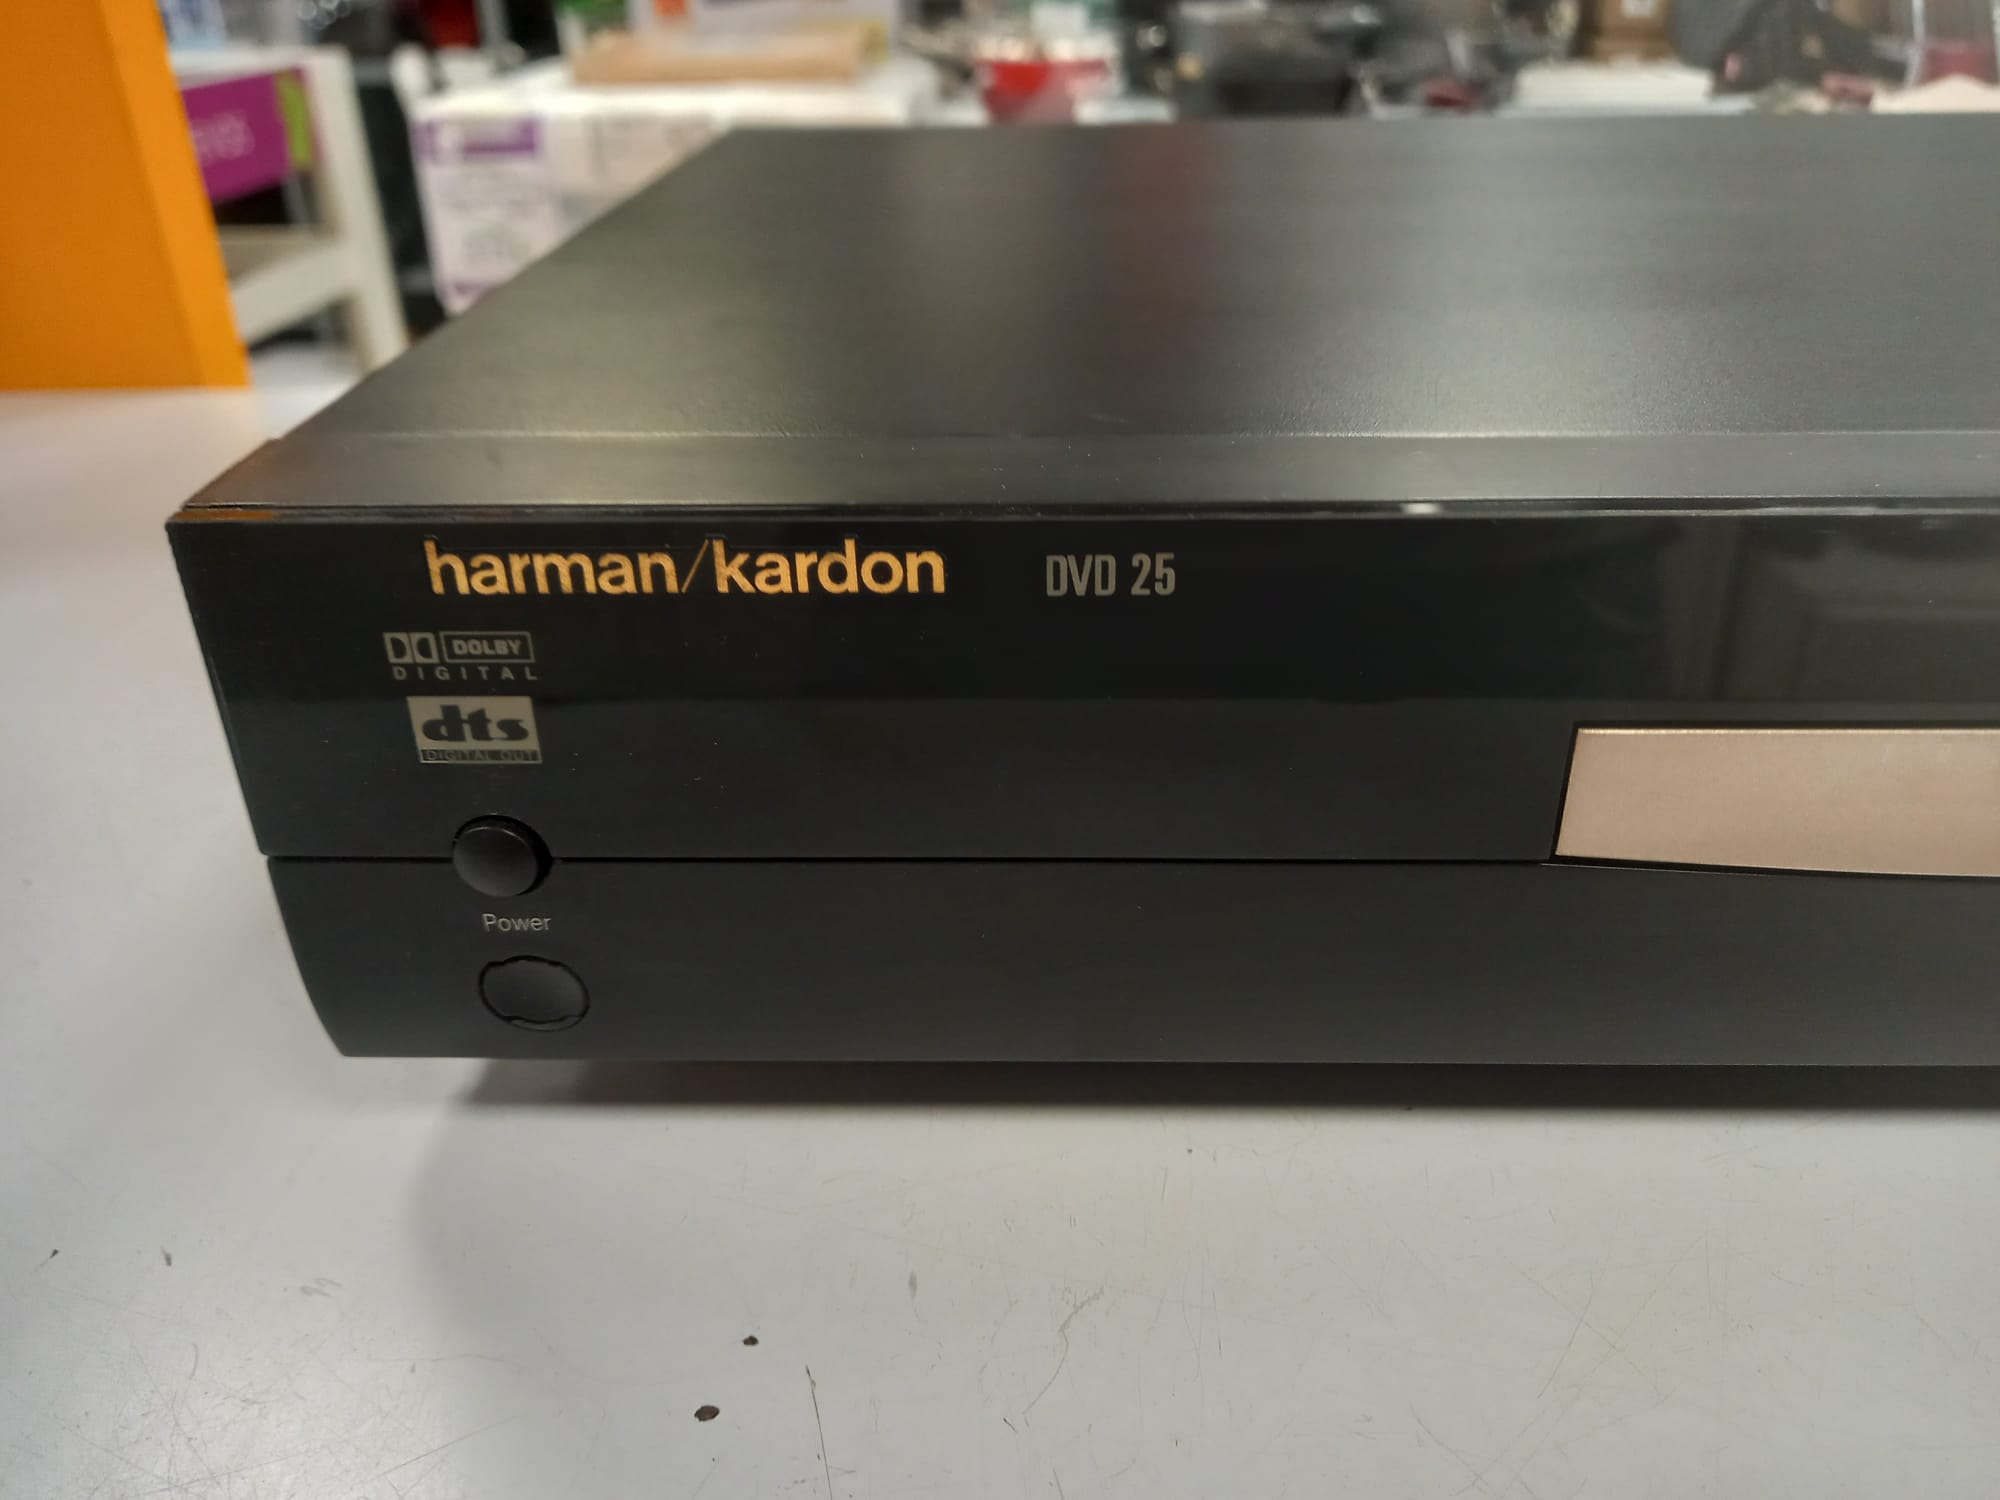 harman/kardon DVD 25
DOLBY
DIGITAL
dts
DIGITAL OUT
Power